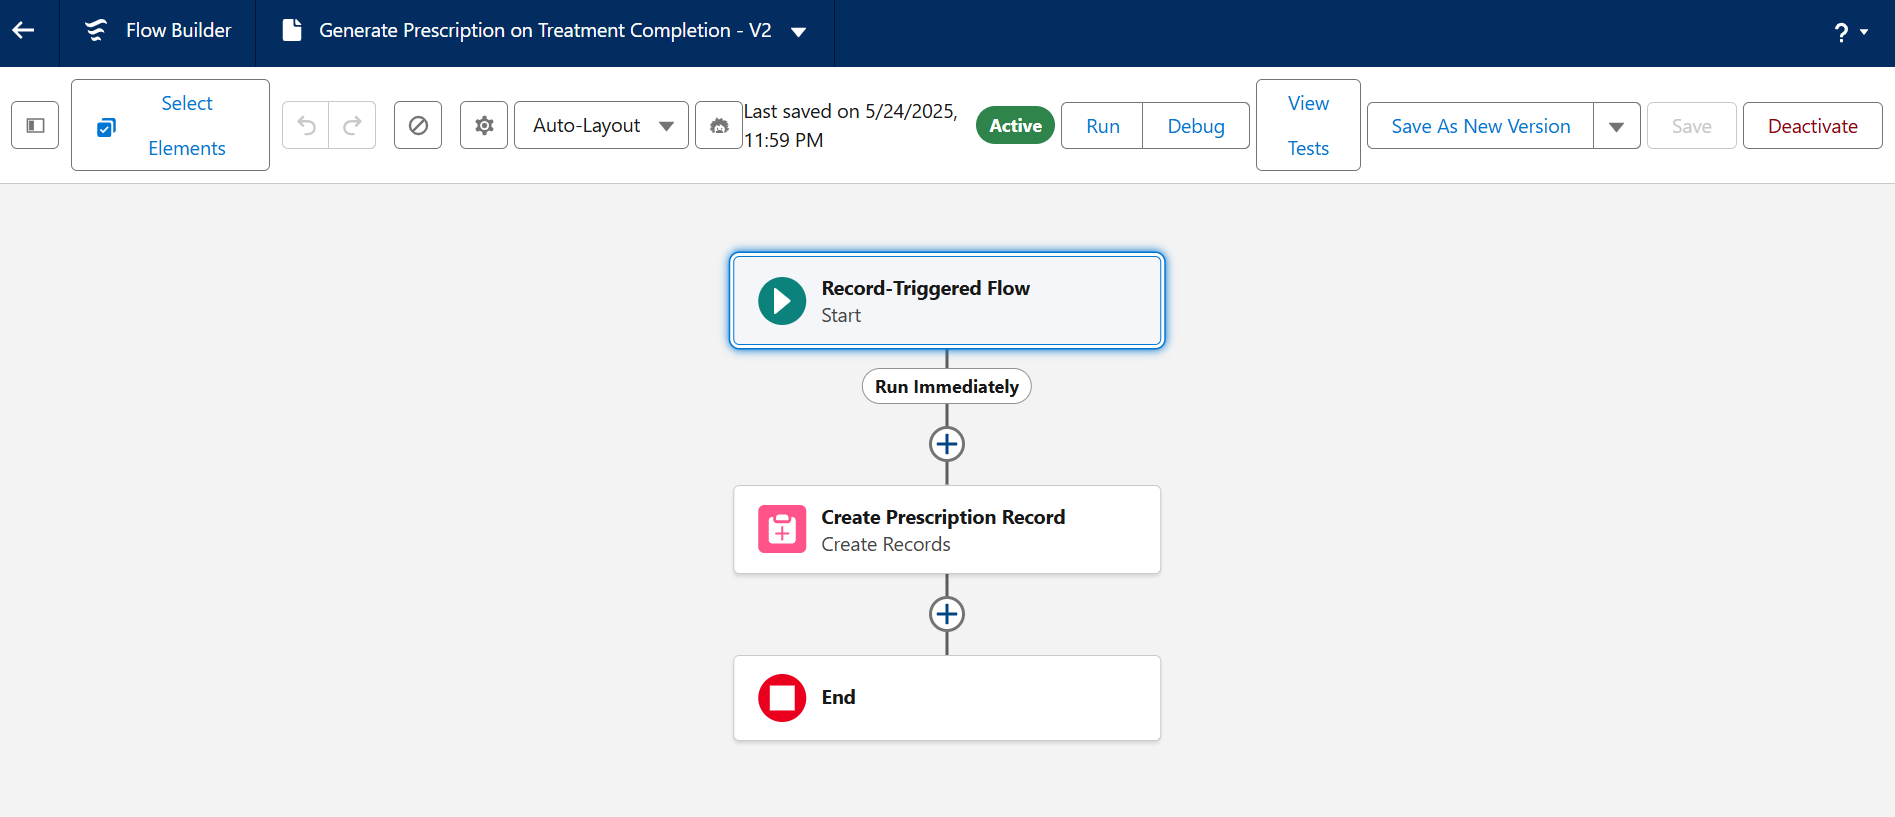 Flow Builder
Generate Prescription on Treatment Completion - V2
?
Select
Elements
Auto-Layout
Last saved on 5/24/2025,
11:59 PM
Active
Run
Debug
View
Tests
Save As New Version
Save
Deactivate
Record-Triggered Flow
Start
Run Immediately
Create Prescription Record
Create Records
End